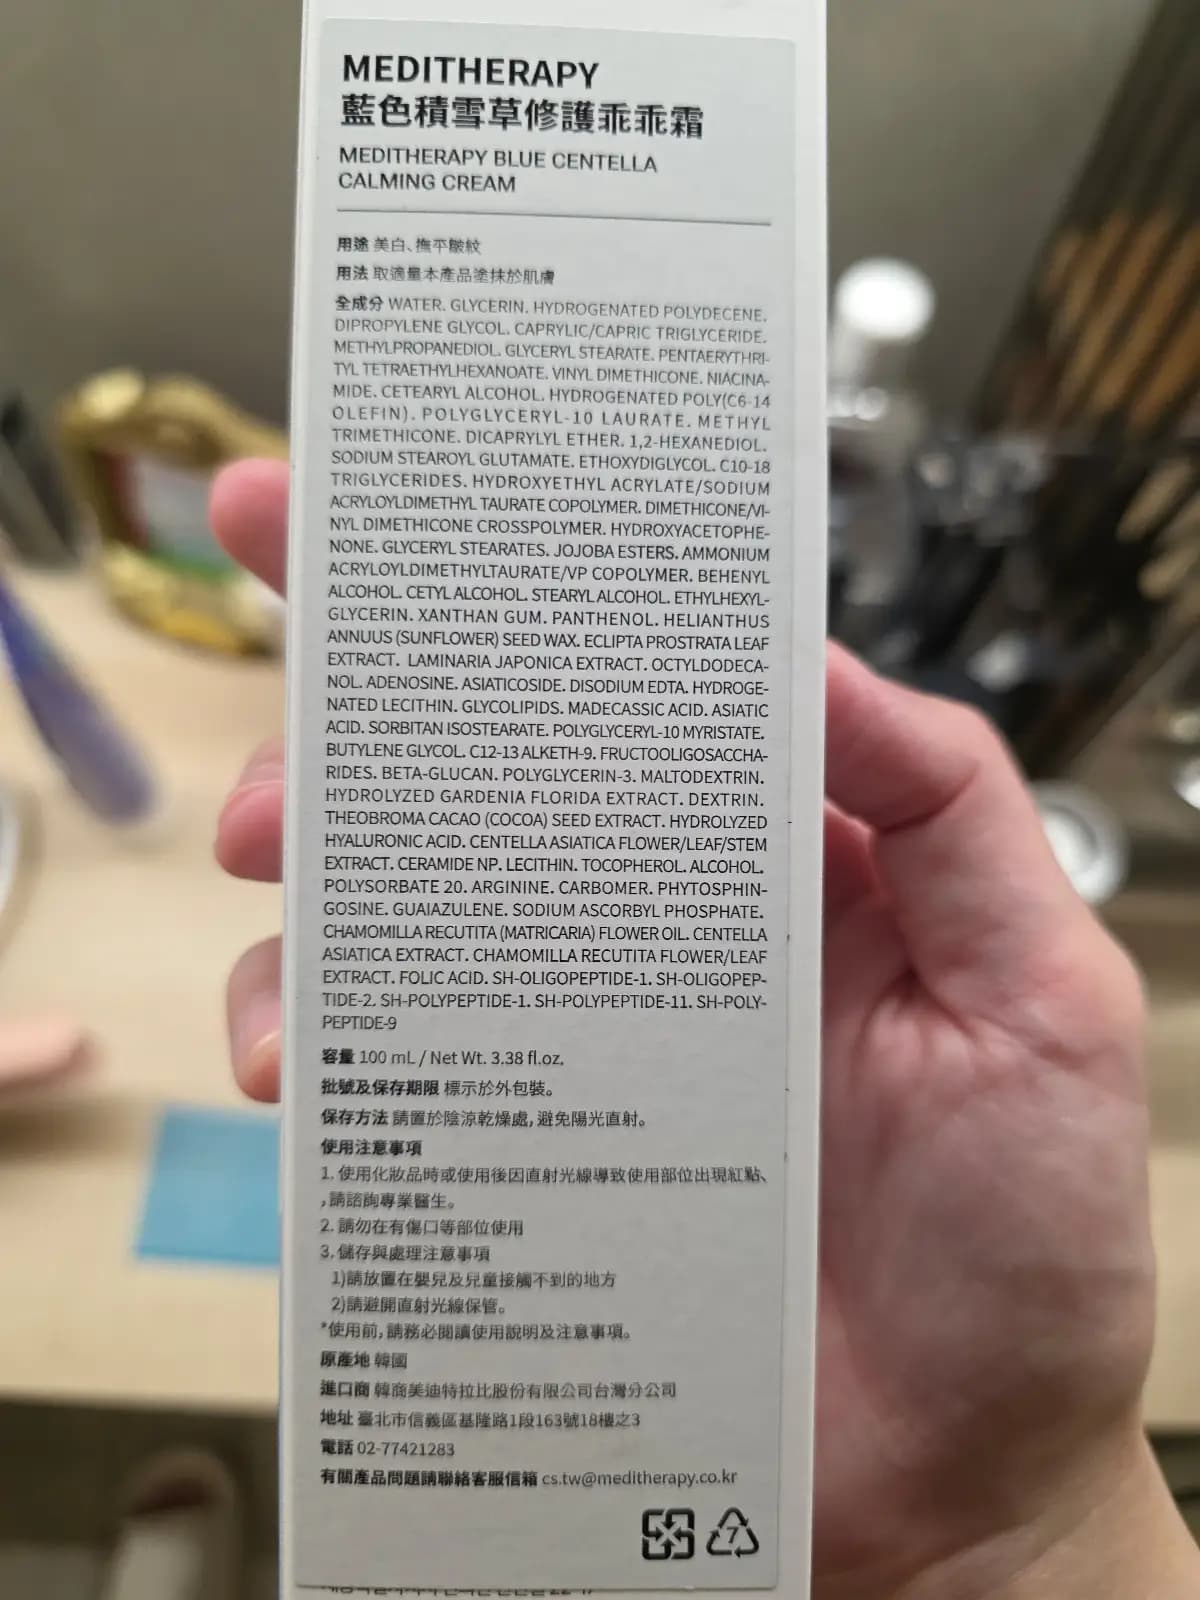 MEDITHERAPY
藍色積雪草修護乖乖霜
MEDITHERAPY BLUE CENTELLA
CALMING CREAM
用途 美白、撫平皺紋
用法 取適量本產品塗抹於肌膚
全成分 WATER. GLYCERIN. HYDROGENATED POLYDECENE.
DIPROPYLENE GLYCOL. CAPRYLIC/CAPRIC TRIGLYCERIDE.
METHYLPROPANEDIOL. GLYCERYL STEARATE. PENTAERYTHRI-
TYL TETRAETHYLHEXANOATE. VINYL DIMETHICONE. NIACINA-
MIDE. CETEARYL ALCOHOL. HYDROGENATED POLY(C6-14
OLEFIN). POLYGLYCERYL-10 LAURATE. METHYL
TRIMETHICONE. DICAPRYLYL ETHER. 1,2-HEXANEDIOL.
SODIUM STEAROYL GLUTAMATE. ETHOXYDIGLYCOL. C10-18
TRIGLYCERIDES. HYDROXYETHYL ACRYLATE/SODIUM
ACRYLOYLDIMETHYL TAURATE COPOLYMER. DIMETHICONE/VI-
NYL DIMETHICONE CROSSPOLYMER. HYDROXYACETOPHE-
NONE. GLYCERYL STEARATES. JOJOBA ESTERS. AMMONIUM
ACRYLOYLDIMETHYLTAURATE/VP COPOLYMER. BEHENYL
ALCOHOL. CETYL ALCOHOL. STEARYL ALCOHOL. ETHYLHEXYL-
GLYCERIN. XANTHAN GUM. PANTHENOL. HELIANTHUS
ANNUUS (SUNFLOWER) SEED WAX. ECLIPTA PROSTRATA LEAF
EXTRACT. LAMINARIA JAPONICA EXTRACT. OCTYLDODECA-
NOL. ADENOSINE. ASIATICOSIDE. DISODIUM EDTA. HYDROGE-
NATED LECITHIN. GLYCOLIPIDS. MADECASSIC ACID. ASIATIC
ACID. SORBITAN ISOSTEARATE. POLYGLYCERYL-10 MYRISTATE.
BUTYLENE GLYCOL. C12-13 ALKETH-9. FRUCTOOLIGOSACCHA-
RIDES. BETA-GLUCAN. POLYGLYCERIN-3. MALTODEXTRIN.
HYDROLYZED GARDENIA FLORIDA EXTRACT. DEXTRIN.
THEOBROMA CACAO (COCOA) SEED EXTRACT. HYDROLYZED
HYALURONIC ACID. CENTELLA ASIATICA FLOWER/LEAF/STEM
EXTRACT. CERAMIDE NP. LECITHIN. TOCOPHEROL. ALCOHOL.
POLYSORBATE 20. ARGININE. CARBOMER. PHYTOSPHIN-
GOSINE. GUAIAZULENE. SODIUM ASCORBYL PHOSPHATE.
CHAMOMILLA RECUTITA (MATRICARIA) FLOWER OIL. CENTELLA
ASIATICA EXTRACT. CHAMOMILLA RECUTITA FLOWER/LEAF
EXTRACT. FOLIC ACID. SH-OLIGOPEPTIDE-1. SH-OLIGOPEP-
TIDE-2. SH-POLYPEPTIDE-1. SH-POLYPEPTIDE-11. SH-POLY-
PEPTIDE-9
容量 100 mL / Net Wt. 3.38 fl.oz.
批號及保存期限 標示於外包裝。
保存方法 請置於陰涼乾燥處, 避免陽光直射。
使用注意事項
1. 使用化妝品時或使用後因直射光線導致使用部位出現紅點、
, 請諮詢專業醫生。
2. 請勿在有傷口等部位使用
3. 儲存與處理注意事項
1)請放置在嬰兒及兒童接觸不到的地方
2)請避開直射光線保管。
*使用前, 請務必閱讀使用說明及注意事項。
原產地 韓國
進口商 韓商美迪特拉比股份有限公司台灣分公司
地址 臺北市信義區基隆路1段163號18樓之3
電話 02-77421283
有關產品問題請聯絡客服信箱 cs.tw@meditherapy.co.kr
7